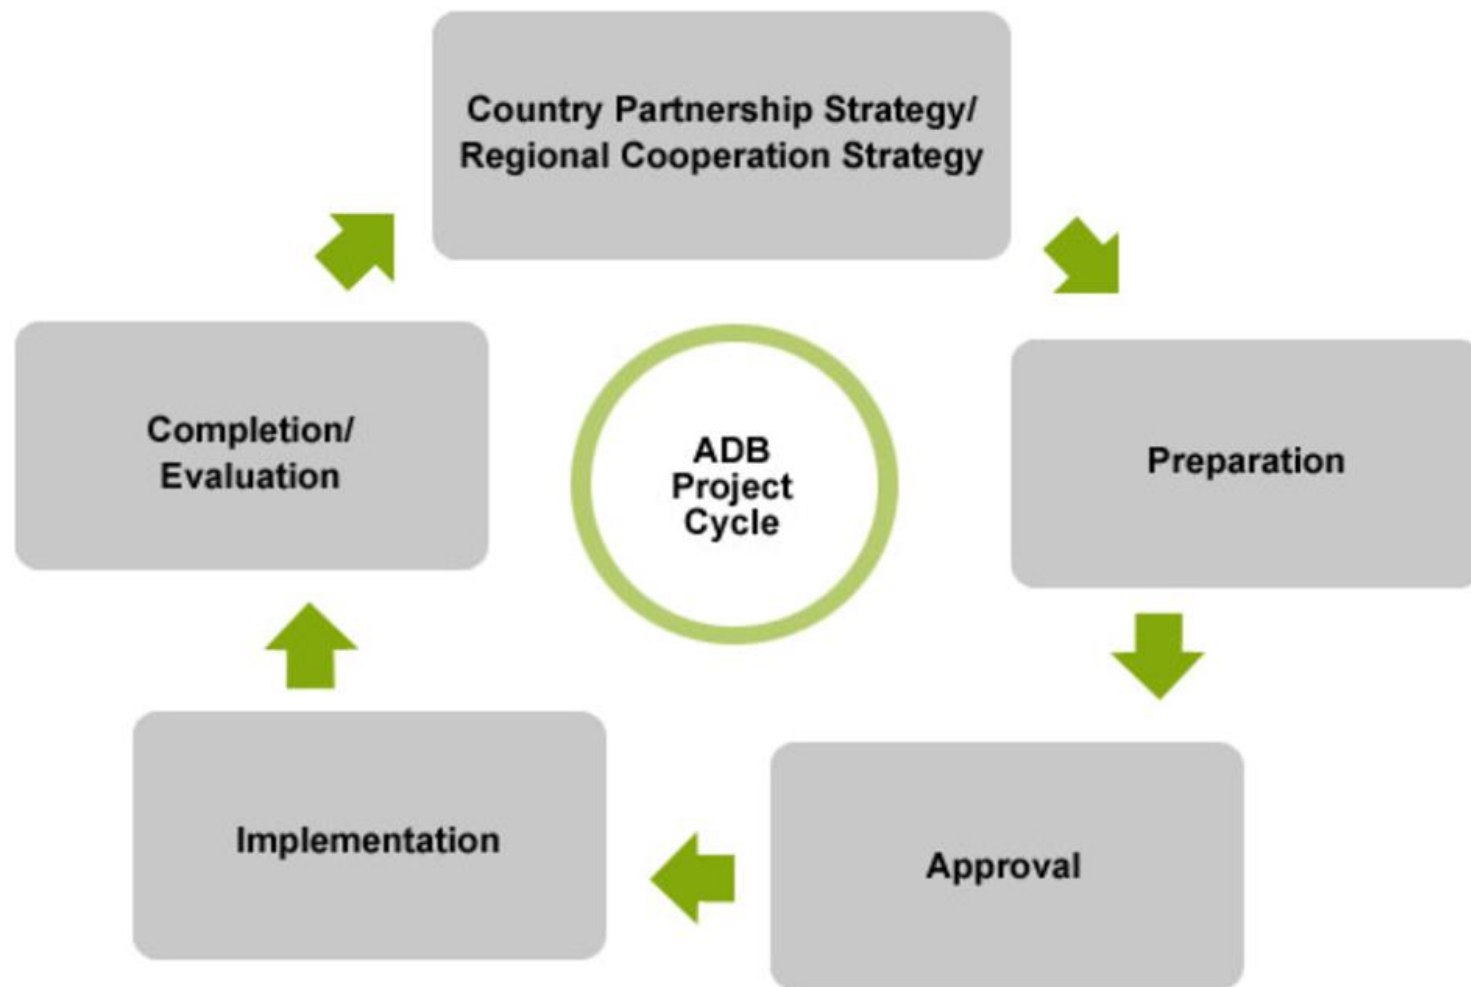 Country Partnership Strategy/
Regional Cooperation Strategy
Completion/
Evaluation
ADB
Project
Cycle
Preparation
Implementation
Approval